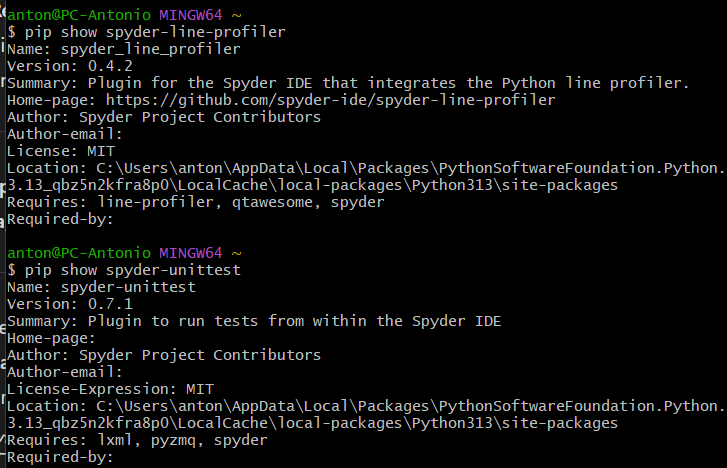 anton@PC-Antonio MINGW64 ~
$ pip show spyder-line-profiler
Name: spyder_line_profiler
Version: 0.4.2
Summary: Plugin for the Spyder IDE that integrates the Python line profiler.
Home-page: https://github.com/spyder-ide/spyder-line-profiler
Author: Spyder Project Contributors
Author-email:
License: MIT
Location: C:\Users\anton\AppData\Local\Packages\PythonSoftwareFoundation.Python.
3.13_qbz5n2kfra8p0\LocalCache\local-packages\Python313\site-packages
Requires: line-profiler, qtawesome, spyder
Required-by:
anton@PC-Antonio MINGW64 ~
$ pip show spyder-unittest
Name: spyder-unittest
Version: 0.7.1
Summary: Plugin to run tests from within the Spyder IDE
Home-page:
Author: Spyder Project Contributors
Author-email:
License-Expression: MIT
Location: C:\Users\anton\AppData\Local\Packages\PythonSoftwareFoundation.Python.
3.13_qbz5n2kfra8p0\LocalCache\local-packages\Python313\site-packages
Requires: lxml, pyzmq, spyder
Required-by: